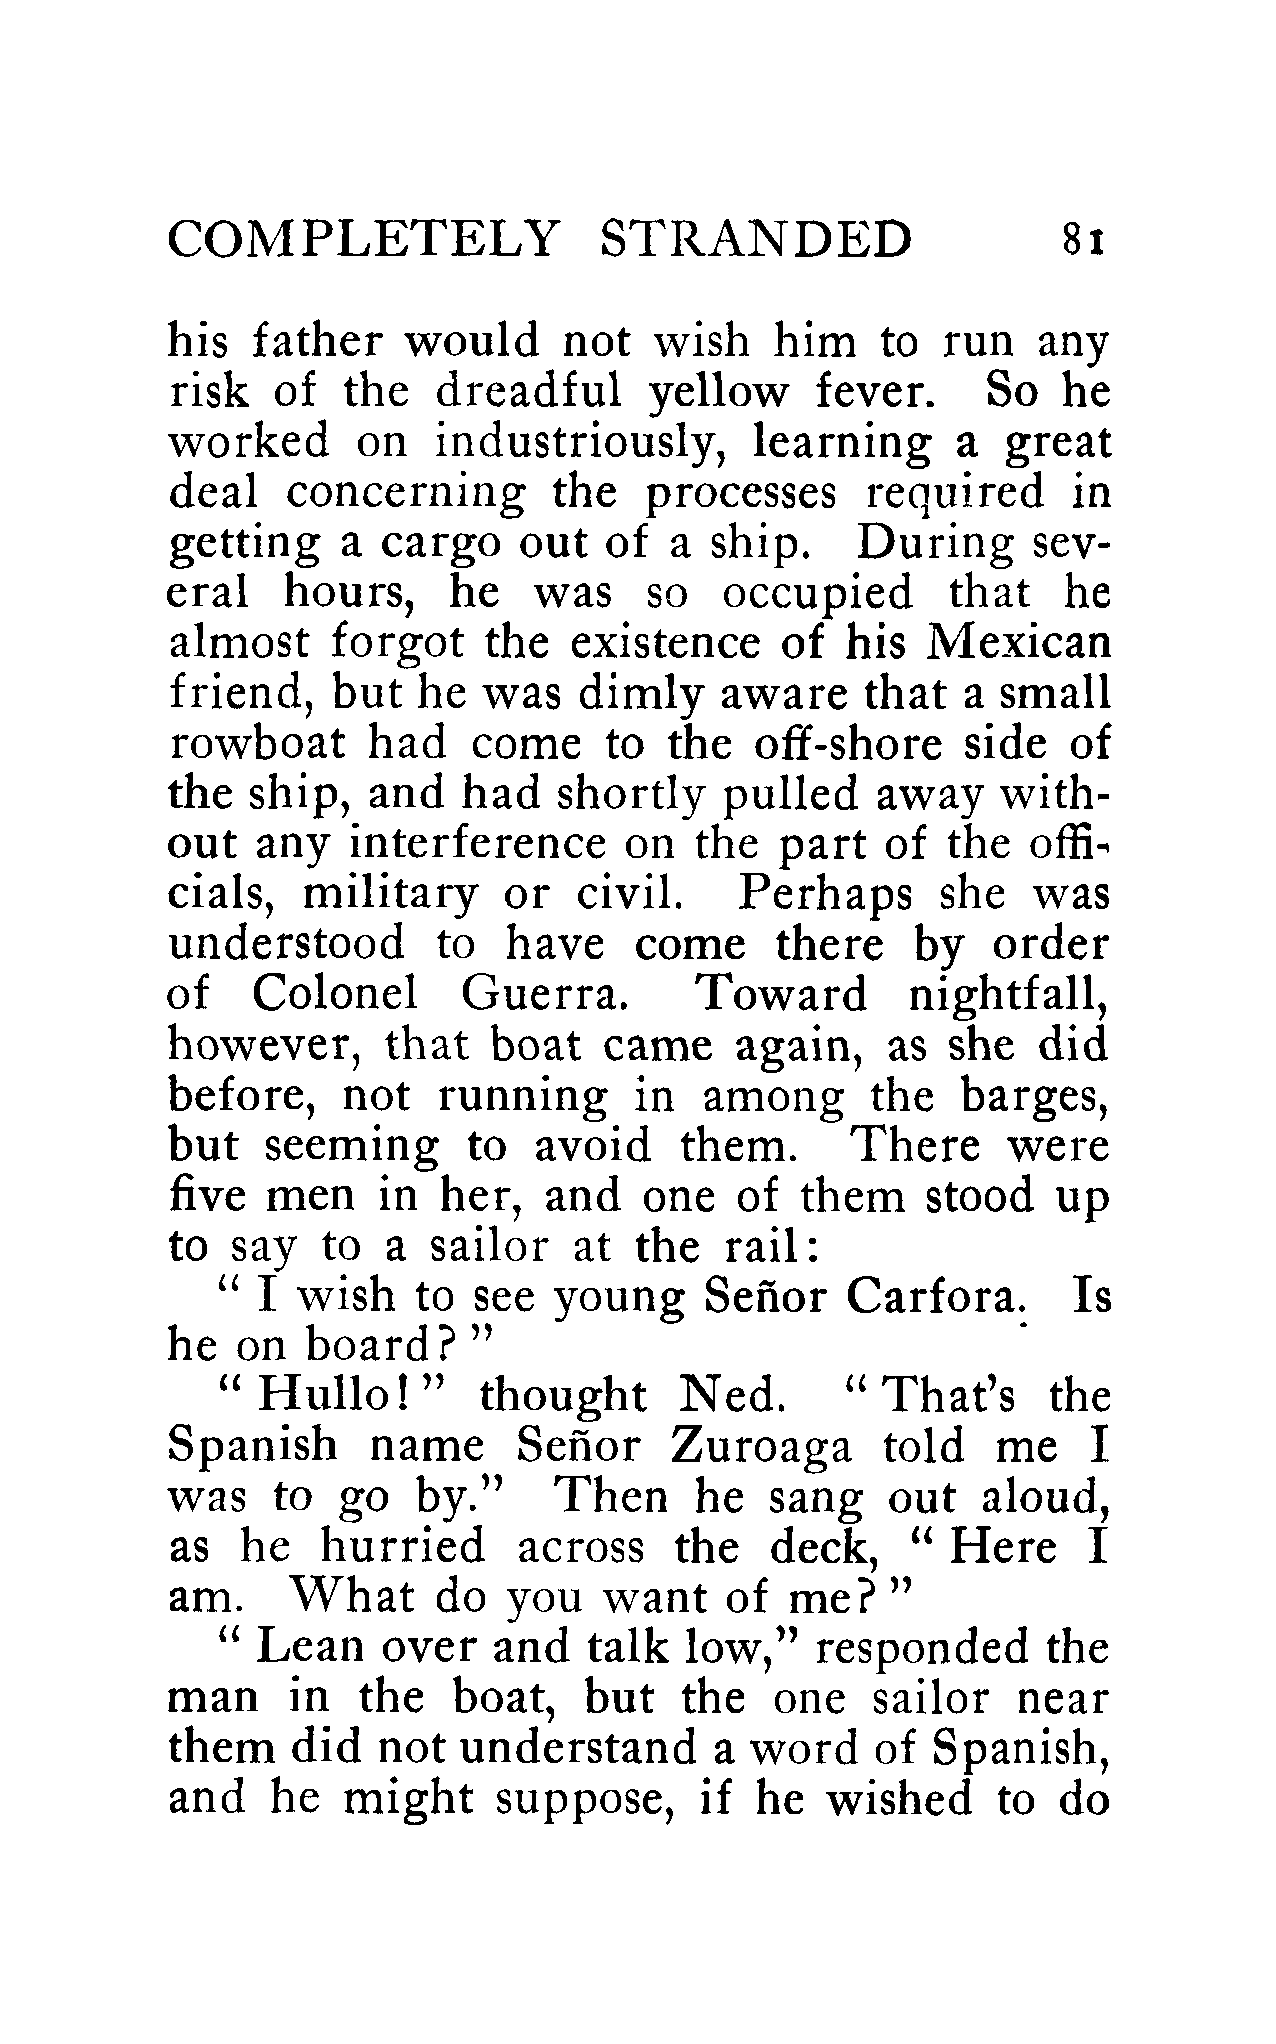 COMPLETELY STRANDED 81
his father would not wish him to run any
risk of the dreadful yellow fever. So he
worked on industriously, learning a great
deal concerning the processes required in
getting a cargo out of a ship. During sev-
eral hours, he was so occupied that he
almost forgot the existence of his Mexican
friend, but he was dimly aware that a small
rowboat had come to the off-shore side of
the ship, and had shortly pulled away with-
out any interference on the part of the offi-
cials, military or civil. Perhaps she was
understood to have come there by order
of Colonel Guerra. Toward nightfall,
however, that boat came again, as she did
before, not running in among the barges,
but seeming to avoid them. There were
five men in her, and one of them stood up
to say to a sailor at the rail:
" I wish to see young Señor Carfora. Is
he on board? "
" Hullo! " thought Ned. " That's the
Spanish name Señor Zuroaga told me I
was to go by." Then he sang out aloud,
as he hurried across the deck, " Here I
am. What do you want of me? "
" Lean over and talk low," responded the
man in the boat, but the one sailor near
them did not understand a word of Spanish,
and he might suppose, if he wished to do